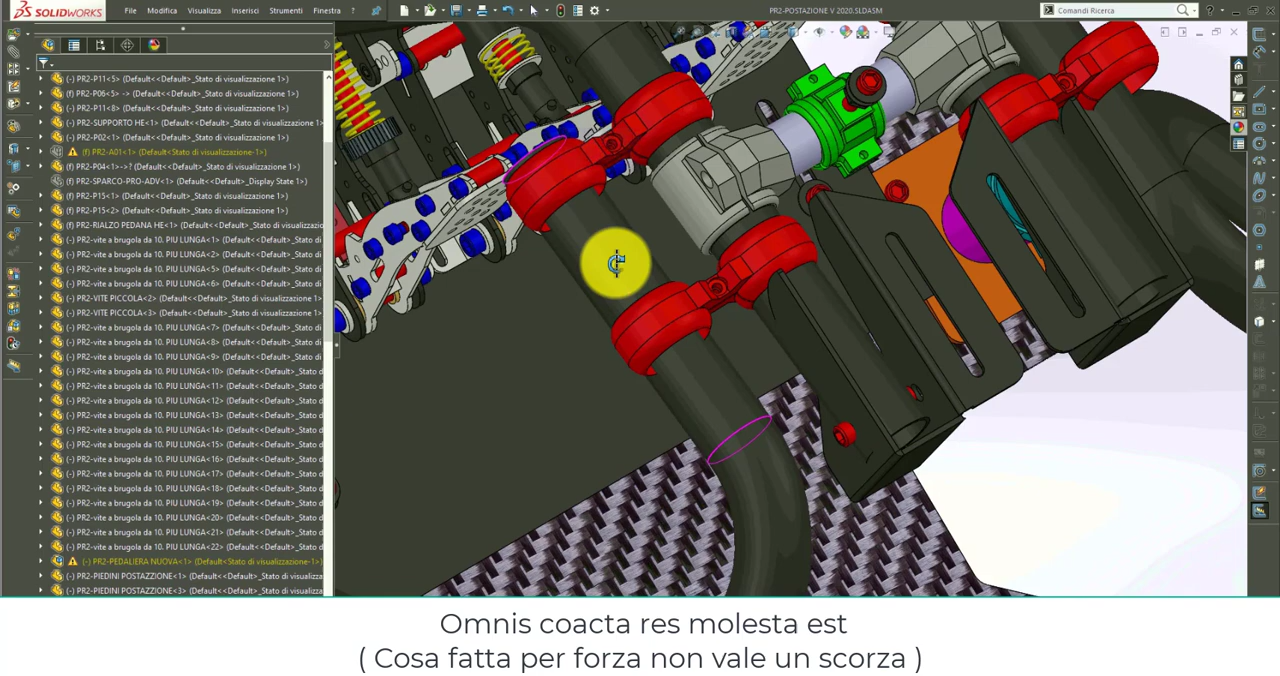 SOLIDWORKS
File Modifica Visualizza Inserisci Strumenti Finestra ?
PR2-POSTAZIONE V 2020.SLDASM
Comandi Ricerca
(-) PR2-P11<5> (Default<<Default>_Stato di visualizzazione 1>)
(f) PR2-P06<5> -> (Default<<Default>_Stato di visualizzazione 1>)
(-) PR2-P11<8> (Default<<Default>_Stato di visualizzazione 1>)
(-) PR2-SUPPORTO HE<1> (Default<<Default>_Stato di visualizzazione 1>
(-) PR2-P02<1> (Default<<Default>_Stato di visualizzazione 1>)
(f) PR2-A01<1> (Default<Stato di visualizzazione-1>)
(f) PR2-P04<1>->? (Default<<Default>_Stato di visualizzazione 1>)
(f) PR2-SPARCO-PRO-ADV<1> (Default<<Default>_Display State 1>)
(f) PR2-P15<1> (Default<<Default>_Stato di visualizzazione 1>)
(f) PR2-P15<2> (Default<<Default>_Stato di visualizzazione 1>)
(f) PR2-RIALZO PEDANA HE<1> (Default<<Default>_Stato di visualizzazione
(-) PR2-vite a brugola da 10. PIU LUNGA<1> (Default<<Default>_Stato di
(-) PR2-vite a brugola da 10. PIU LUNGA<2> (Default<<Default>_Stato di
(-) PR2-vite a brugola da 10. PIU LUNGA<5> (Default<<Default>_Stato di
(-) PR2-vite a brugola da 10. PIU LUNGA<6> (Default<<Default>_Stato di
(-) PR2-VITE PICCOLA<2> (Default<<Default>_Stato di visualizzazione 1>
(-) PR2-VITE PICCOLA<3> (Default<<Default>_Stato di visualizzazione 1>
(-) PR2-vite a brugola da 10. PIU LUNGA<7> (Default<<Default>_Stato di
(-) PR2-vite a brugola da 10. PIU LUNGA<8> (Default<<Default>_Stato di
(-) PR2-vite a brugola da 10. PIU LUNGA<9> (Default<<Default>_Stato di
(-) PR2-vite a brugola da 10. PIU LUNGA<10> (Default<<Default>_Stato d
(-) PR2-vite a brugola da 10. PIU LUNGA<11> (Default<<Default>_Stato d
(-) PR2-vite a brugola da 10. PIU LUNGA<12> (Default<<Default>_Stato d
(-) PR2-vite a brugola da 10. PIU LUNGA<13> (Default<<Default>_Stato d
(-) PR2-vite a brugola da 10. PIU LUNGA<14> (Default<<Default>_Stato d
(-) PR2-vite a brugola da 10. PIU LUNGA<15> (Default<<Default>_Stato d
(-) PR2-vite a brugola da 10. PIU LUNGA<16> (Default<<Default>_Stato d
(-) PR2-vite a brugola da 10. PIU LUNGA<17> (Default<<Default>_Stato d
(-) PR2-vite a brugola da 10. PIU LUNGA<18> (Default<<Default>_Stato d
(-) PR2-vite a brugola da 10. PIU LUNGA<19> (Default<<Default>_Stato d
(-) PR2-vite a brugola da 10. PIU LUNGA<20> (Default<<Default>_Stato d
(-) PR2-vite a brugola da 10. PIU LUNGA<21> (Default<<Default>_Stato d
(-) PR2-vite a brugola da 10. PIU LUNGA<22> (Default<<Default>_Stato d
(-) PR2-PEDALIERA NUOVA<1> (Default<Stato di visualizzazione-1>)
(-) PR2-PIEDINI POSTAZZIONE<1> (Default<<Default>_Stato di visualizza
(-) PR2-PIEDINI POSTAZZIONE<3> (Default<<Default>_Stato di visualizza
Omnis coacta res molesta est
( Cosa fatta per forza non vale un scorza )